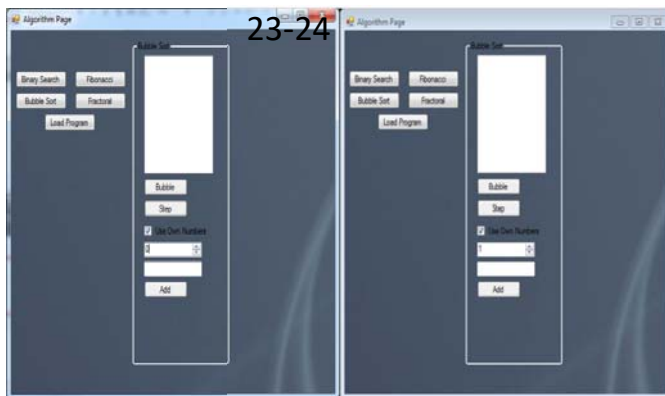 Algorithm Page
23-24
Bubble Sort
Binary Search Fibonacci
Bubble Sort Fractoral
Load Program
Bubble
Step
Use Own Numbers
0
Add
Algorithm Page
Bubble Sort
Binary Search Fibonacci
Bubble Sort Fractoral
Load Program
Bubble
Step
Use Own Numbers
1
Add